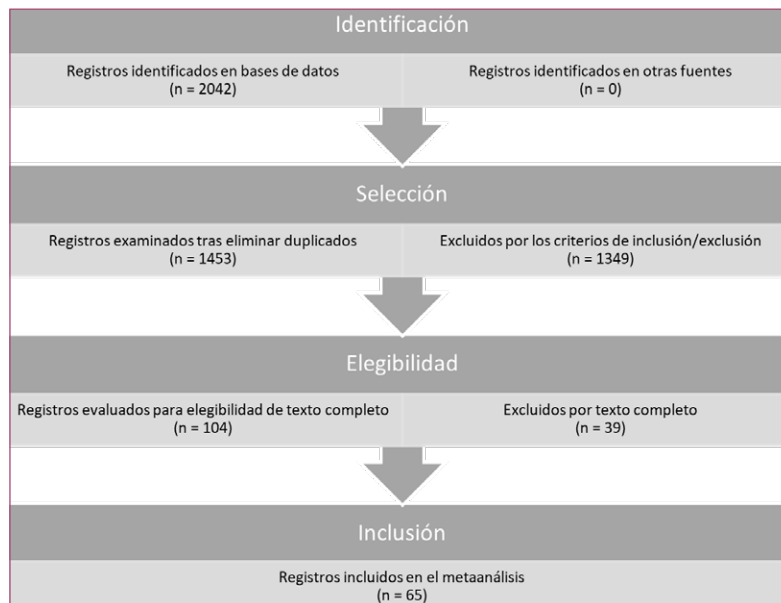 Identificación
Registros identificados en bases de datos
(n = 2042)
Registros identificados en otras fuentes
(n = 0)
Selección
Registros examinados tras eliminar duplicados
(n = 1453)
Excluidos por los criterios de inclusión/exclusión
(n = 1349)
Elegibilidad
Registros evaluados para elegibilidad de texto completo
(n = 104)
Excluidos por texto completo
(n = 39)
Inclusión
Registros incluidos en el metaanálisis
(n = 65)